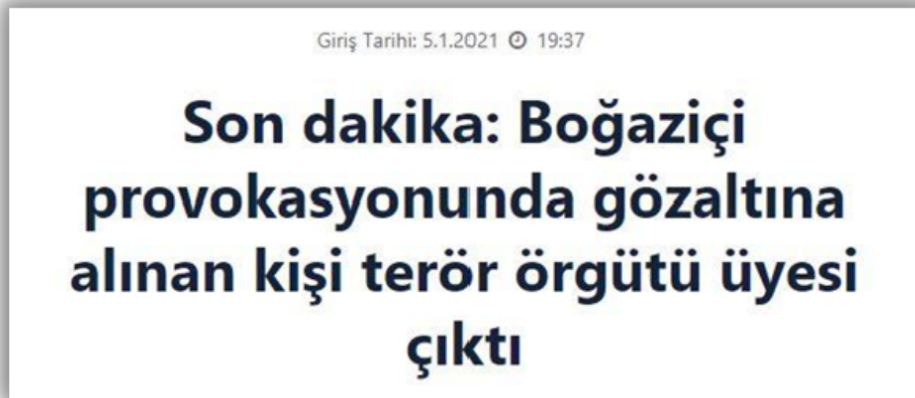 Giriş Tarihi: 5.1.2021 19:37
Son dakika: Boğaziçi
provokasyonunda gözaltına
alınan kişi terör örgütü üyesi
çıktı